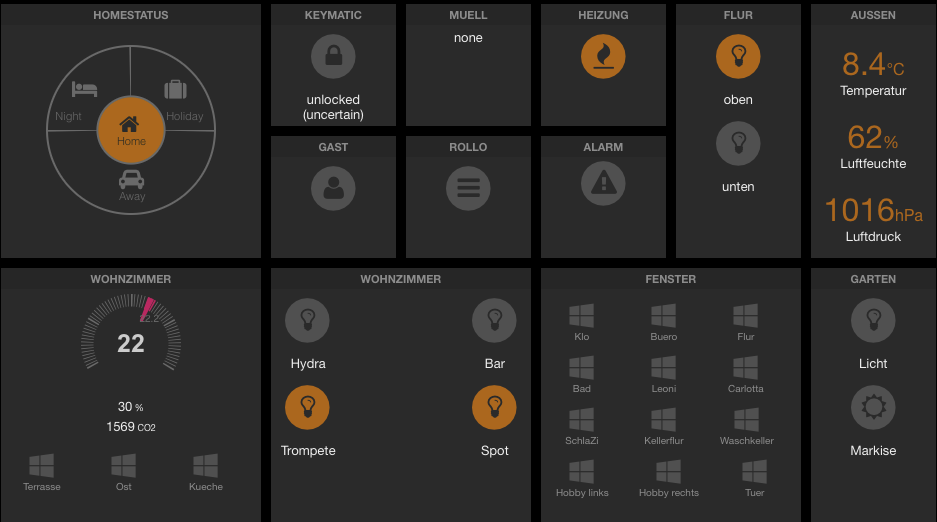 HOMESTATUS
Night
Holiday
Home
Away
KEYMATIC
unlocked
(uncertain)
MUELL
none
HEIZUNG
FLUR
oben
unten
AUSSEN
8.4°C
Temperatur
62%
Luftfeuchte
1016hPa
Luftdruck
GAST
ROLLO
ALARM
WOHNZIMMER
22.2
22
30 %
1569 CO2
Terrasse
Ost
Kueche
WOHNZIMMER
Hydra
Bar
Trompete
Spot
FENSTER
Klo
Buero
Flur
Bad
Leoni
Carlotta
SchlaZi
Kellerflur
Waschkeller
Hobby links
Hobby rechts
Tuer
GARTEN
Licht
Markise